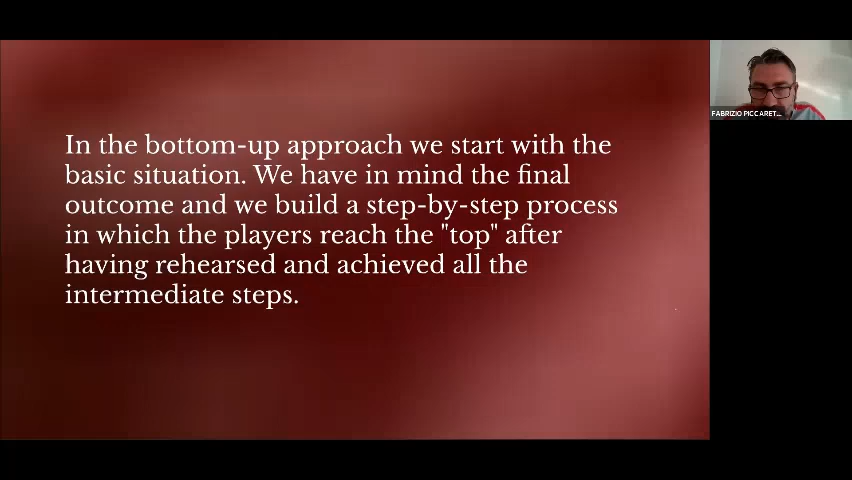 In the bottom-up approach we start with the
basic situation. We have in mind the final
outcome and we build a step-by-step process
in which the players reach the "top" after
having rehearsed and achieved all the
intermediate steps.
FABRIZIO PICCARET...